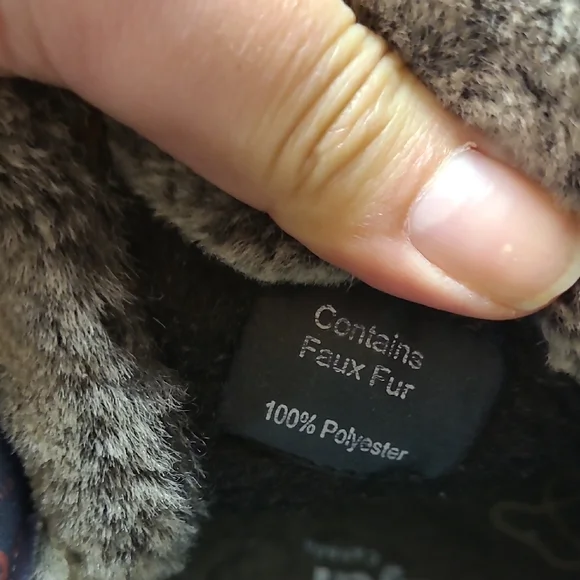 Contains
Faux Fur
100% Polyester